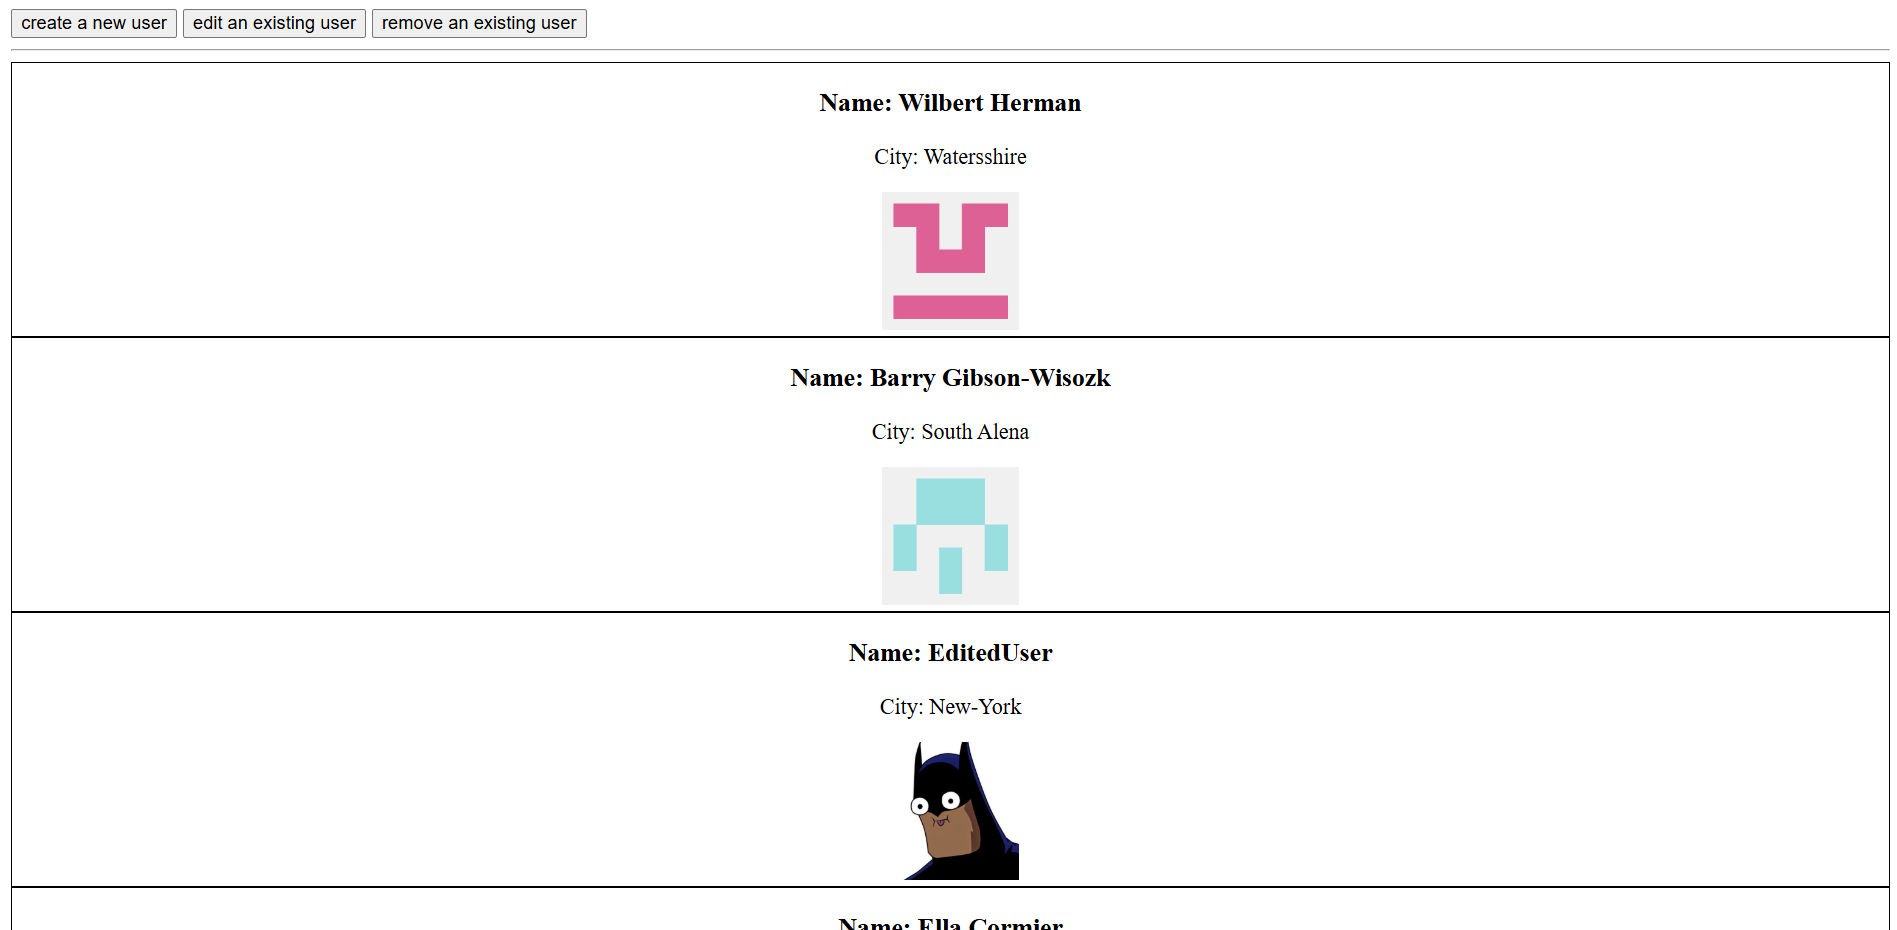 create a new user edit an existing user remove an existing user
Name: Wilbert Herman
City: Watersshire
Name: Barry Gibson-Wisozk
City: South Alena
Name: EditedUser
City: New-York
Name: Ella Cormier